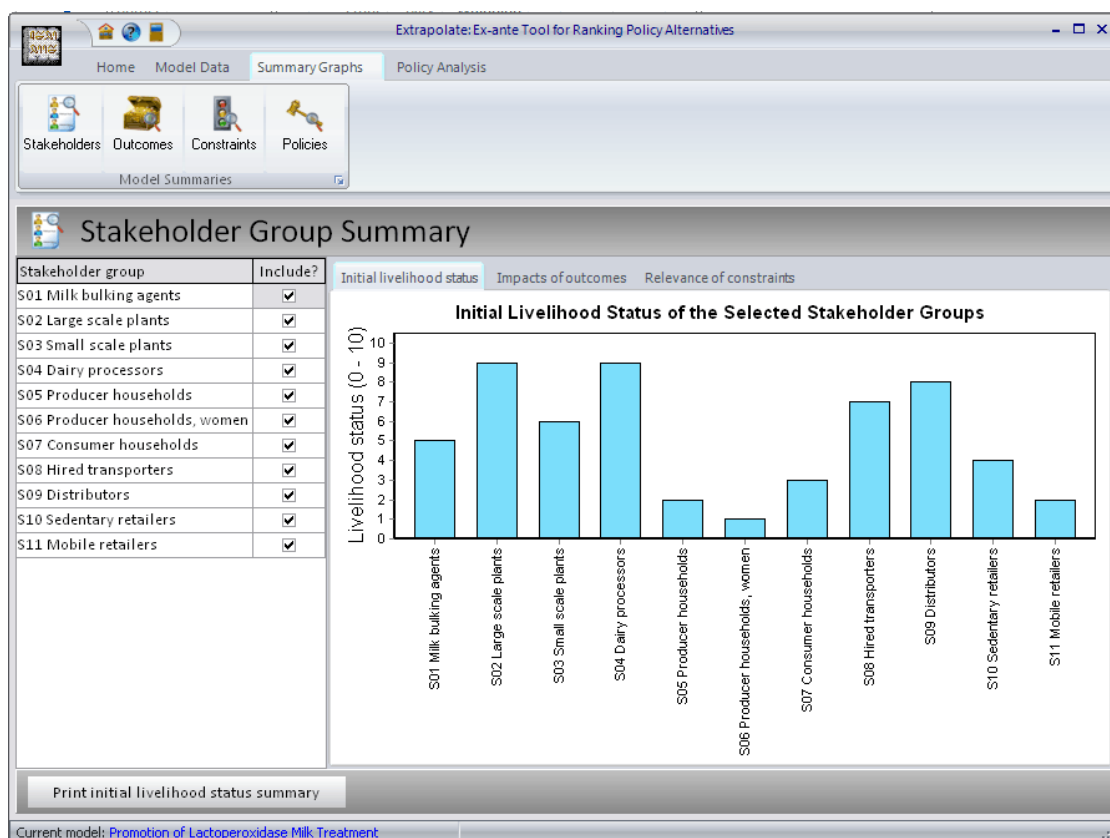 Extrapolate: Ex-ante Tool for Ranking Policy Alternatives
Home Model Data Summary Graphs Policy Analysis
Stakeholders Outcomes Constraints Policies
Model Summaries
Stakeholder Group Summary
Stakeholder group Include?
S01 Milk bulking agents
S02 Large scale plants
S03 Small scale plants
S04 Dairy processors
S05 Producer households
S06 Producer households, women
S07 Consumer households
S08 Hired transporters
S09 Distributors
S10 Sedentary retailers
S11 Mobile retailers
Initial livelihood status Impacts of outcomes Relevance of constraints
Initial Livelihood Status of the Selected Stakeholder Groups
Livelihood status (0 - 10)
10
9
8
7
6
5
4
3
2
1
0
S01 Milk bulking agents
S02 Large scale plants
S03 Small scale plants
S04 Dairy processors
S05 Producer households
S06 Producer households, women
S07 Consumer households
S08 Hired transporters
S09 Distributors
S10 Sedentary retailers
S11 Mobile retailers
Print initial livelihood status summary
Current model: Promotion of Lactoperoxidase Milk Treatment